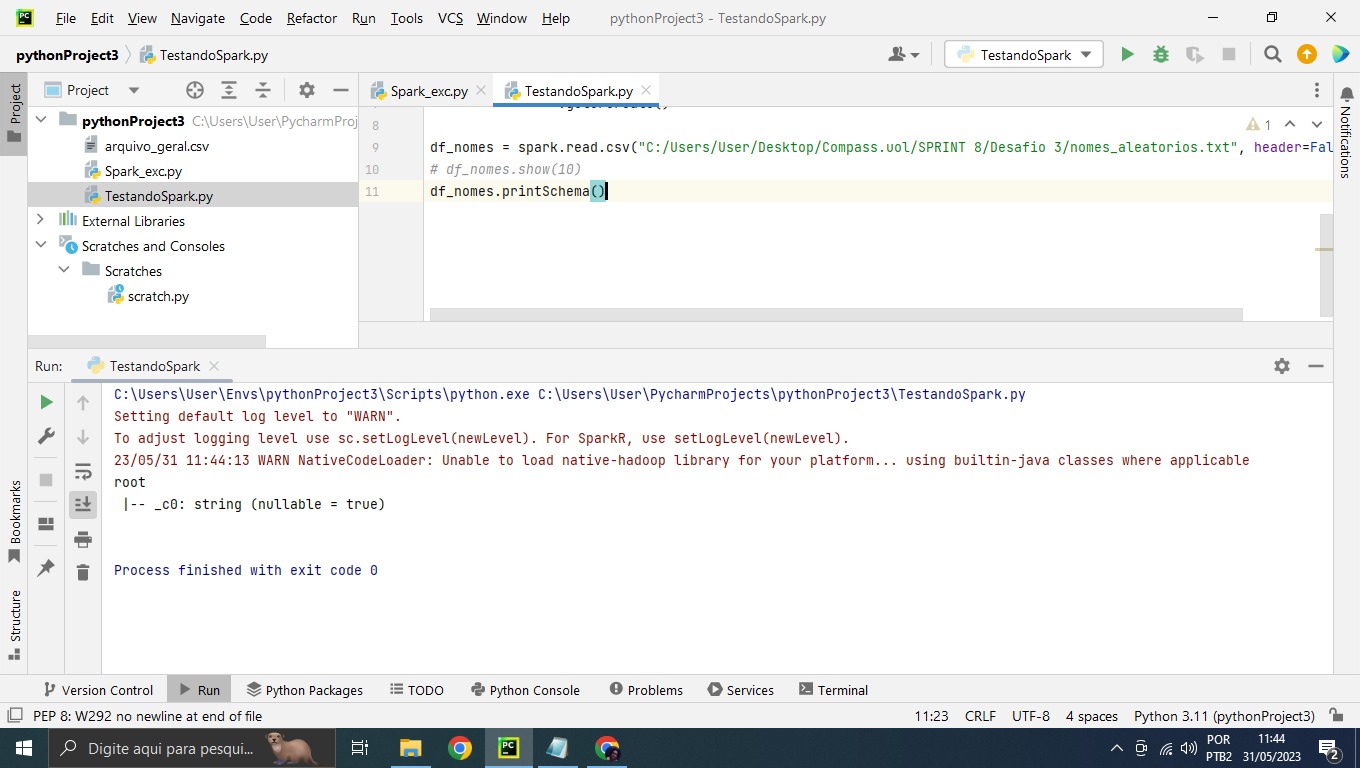 PC File Edit View Navigate Code Refactor Run Tools VCS Window Help pythonProject3 - TestandoSpark.py
pythonProject3 TestandoSpark.py TestandoSpark
Project
Project
Spark_exc.py TestandoSpark.py
Notifications
pythonProject3 C:\Users\User\PycharmProj
arquivo_geral.csv
Spark_exc.py
TestandoSpark.py
External Libraries
Scratches and Consoles
Scratches
scratch.py
8
1
9 df_nomes = spark.read.csv("C:/Users/User/Desktop/Compass.uol/SPRINT 8/Desafio 3/nomes_aleatorios.txt", header=Fal
10 # df_nomes.show(10)
11 df_nomes.printSchema()
Run: TestandoSpark
C:\Users\User\Envs\pythonProject3\Scripts\python.exe C:\Users\User\PycharmProjects\pythonProject3\TestandoSpark.py
Setting default log level to "WARN".
To adjust logging level use sc.setLogLevel(newLevel). For SparkR, use setLogLevel(newLevel).
23/05/31 11:44:13 WARN NativeCodeLoader: Unable to load native-hadoop library for your platform... using builtin-java classes where applicable
root
|-- _c0: string (nullable = true)
Process finished with exit code 0
Bookmarks
Structure
Version Control Run Python Packages TODO Python Console Problems Services Terminal
PEP 8: W292 no newline at end of file 11:23 CRLF UTF-8 4 spaces Python 3.11 (pythonProject3)
Digite aqui para pesqui... PC
POR
PTB2
11:44
31/05/2023
2